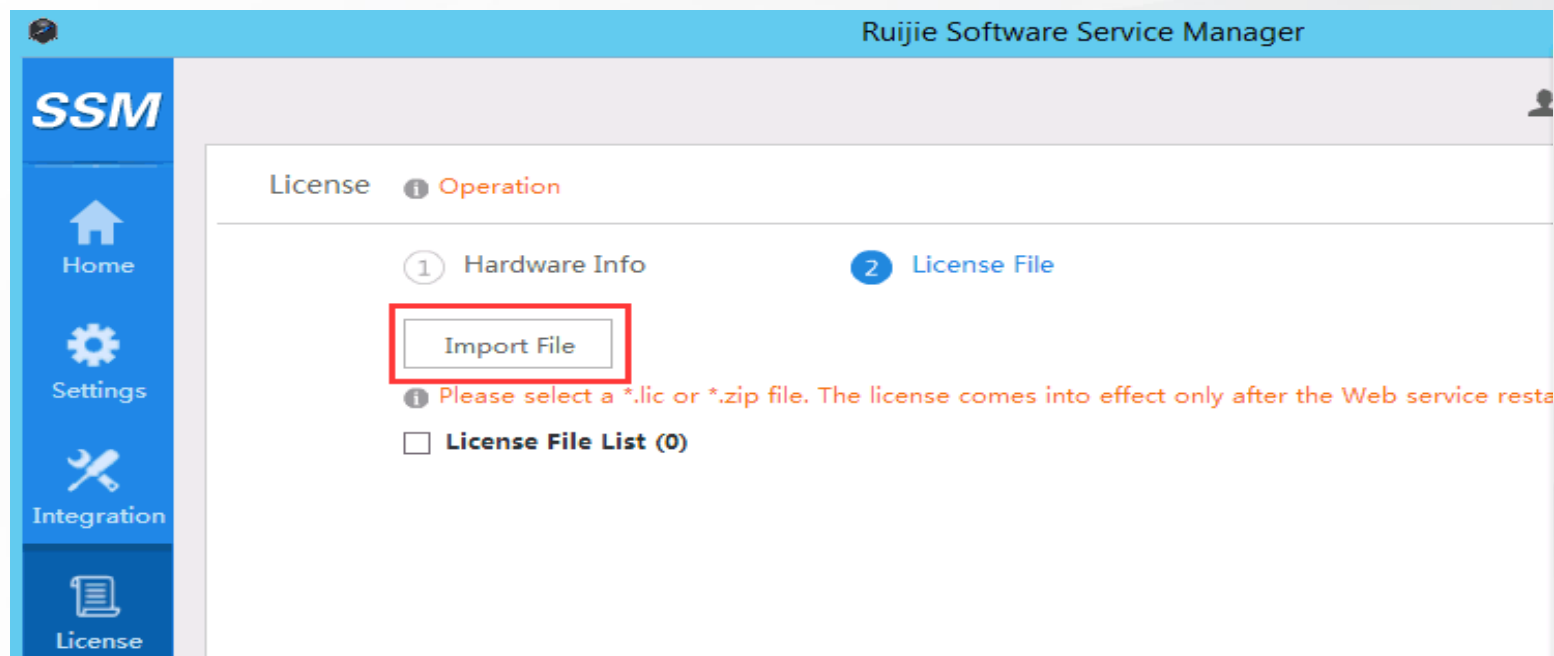 Ruijie Software Service Manager
SSM
License Operation
Home
1 Hardware Info 2 License File
Import File
Settings
Please select a *.lic or *.zip file. The license comes into effect only after the Web service
License File List (0)
Integration
License